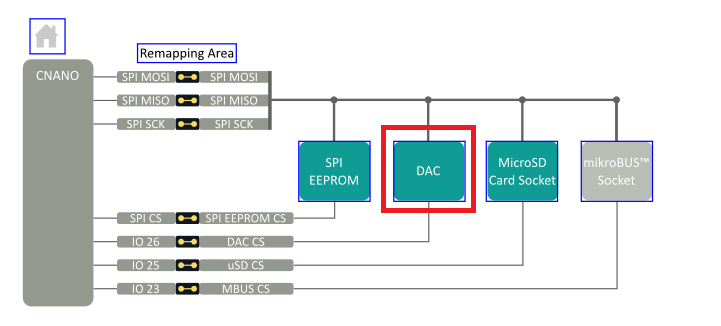 Remapping Area
CNANO
SPI MOSI SPI MOSI
SPI MISO SPI MISO
SPI SCK SPI SCK
SPI
EEPROM
DAC
MicroSD
Card Socket
mikroBUS™
Socket
SPI CS SPI EEPROM CS
IO 26 DAC CS
IO 25 uSD CS
IO 23 MBUS CS